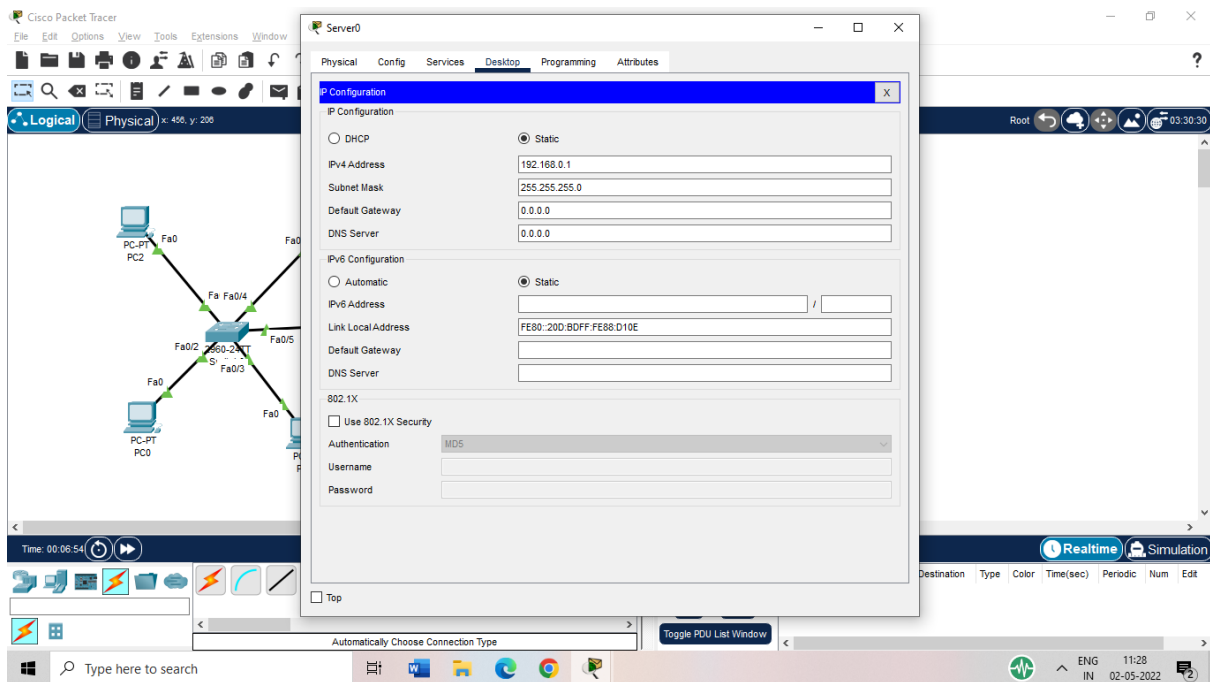 Cisco Packet Tracer
File Edit Options View Tools Extensions Window
?
Logical Physical x: 456, y: 206
Root 03:30:30
Server0
Physical Config Services Desktop Programming Attributes
IP Configuration X
IP Configuration
DHCP Static
IPv4 Address 192.168.0.1
Subnet Mask 255.255.255.0
Default Gateway 0.0.0.0
DNS Server 0.0.0.0
IPv6 Configuration
Automatic Static
IPv6 Address /
Link Local Address FE80::20D:BDFF:FE88:D10E
Default Gateway
DNS Server
802.1X
Use 802.1X Security
Authentication MD5
Username
Password
Top
Fa0
PC-PT
PC2
Fa0
Fa Fa0/4
Fa0/5
Fa0/2 2960-24TT
Fa0/3
Fa0
Fa0
PC-PT
PC0
Time: 00:06:54
Realtime Simulation
Destination Type Color Time(sec) Periodic Num Edit
Automatically Choose Connection Type
Toggle PDU List Window
Type here to search
ENG 11:28
IN 02-05-2022
2